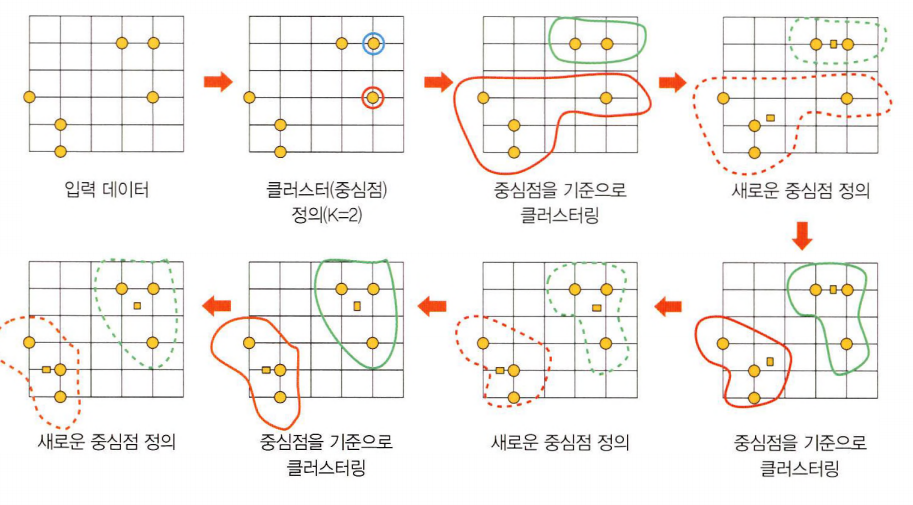 입력 데이터
클러스터(중심점)
정의(K=2)
중심점을 기준으로
클러스터링
새로운 중심점 정의
새로운 중심점 정의
중심점을 기준으로
클러스터링
새로운 중심점 정의
중심점을 기준으로
클러스터링